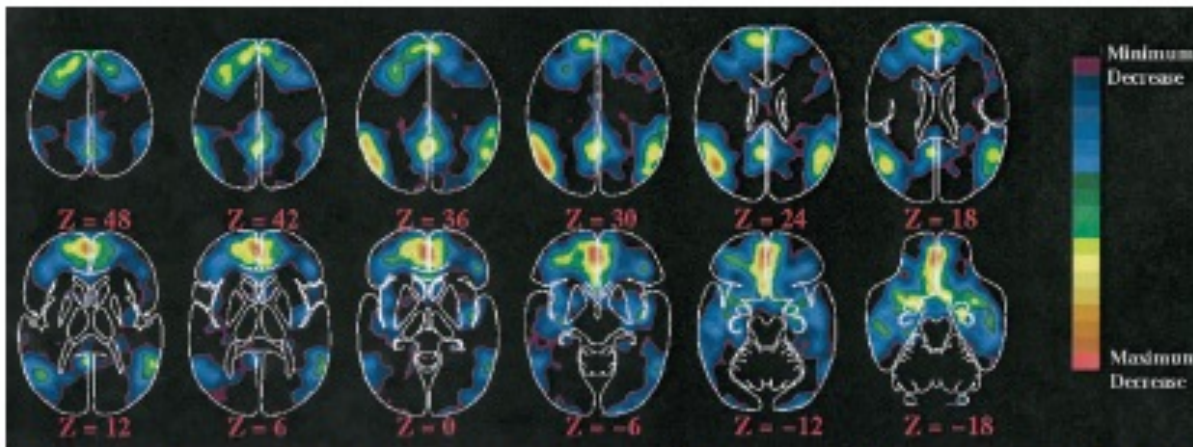 Minimum
Decrease
Z = 48
Z = 42
Z = 36
Z = 30
Z = 24
Z = 18
Z = 12
Z = 6
Z = 0
Z = -6
Z = -12
Z = -18
Maximum
Decrease